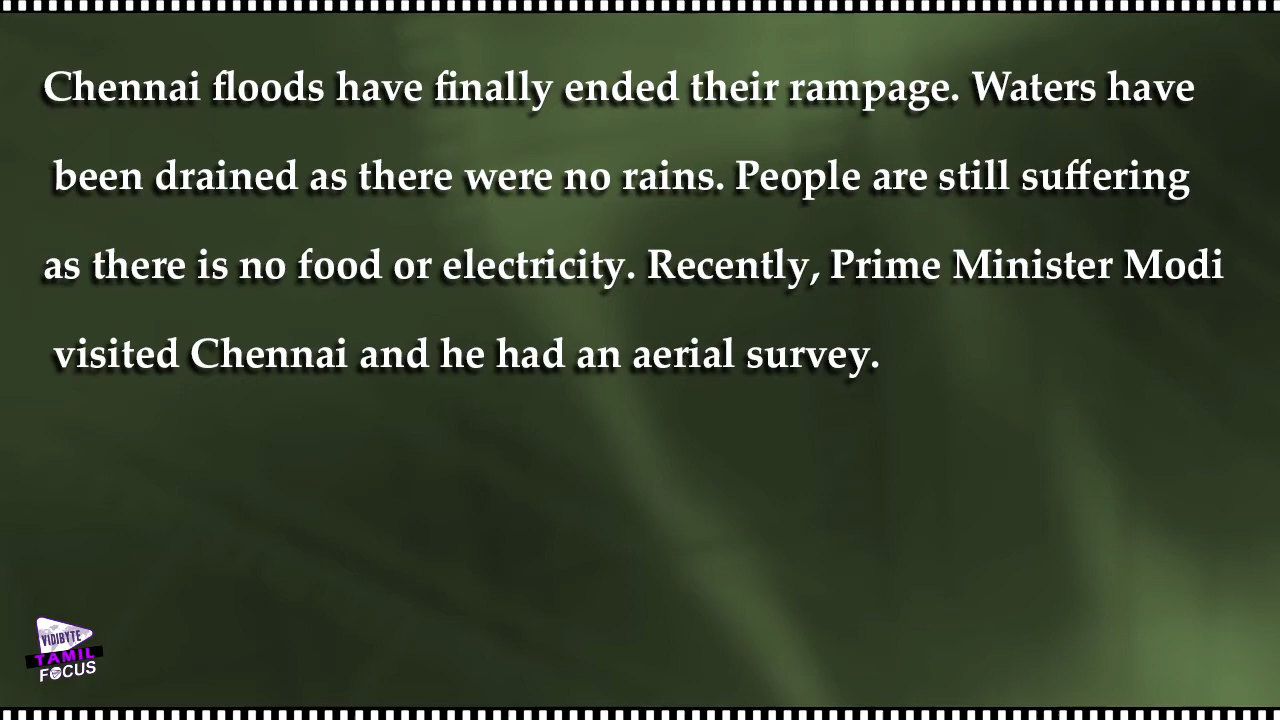 Chennai floods have finally ended their rampage. Waters have
been drained as there were no rains. People are still suffering
as there is no food or electricity. Recently, Prime Minister Modi
visited Chennai and he had an aerial survey.
VIDIBYTE
TAMIL
FOCUS